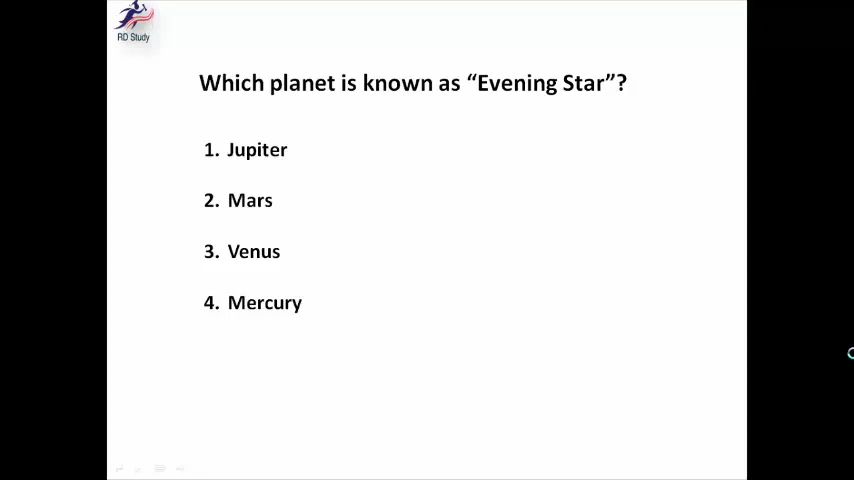 RD Study
Which planet is known as “Evening Star”?
1. Jupiter
2. Mars
3. Venus
4. Mercury